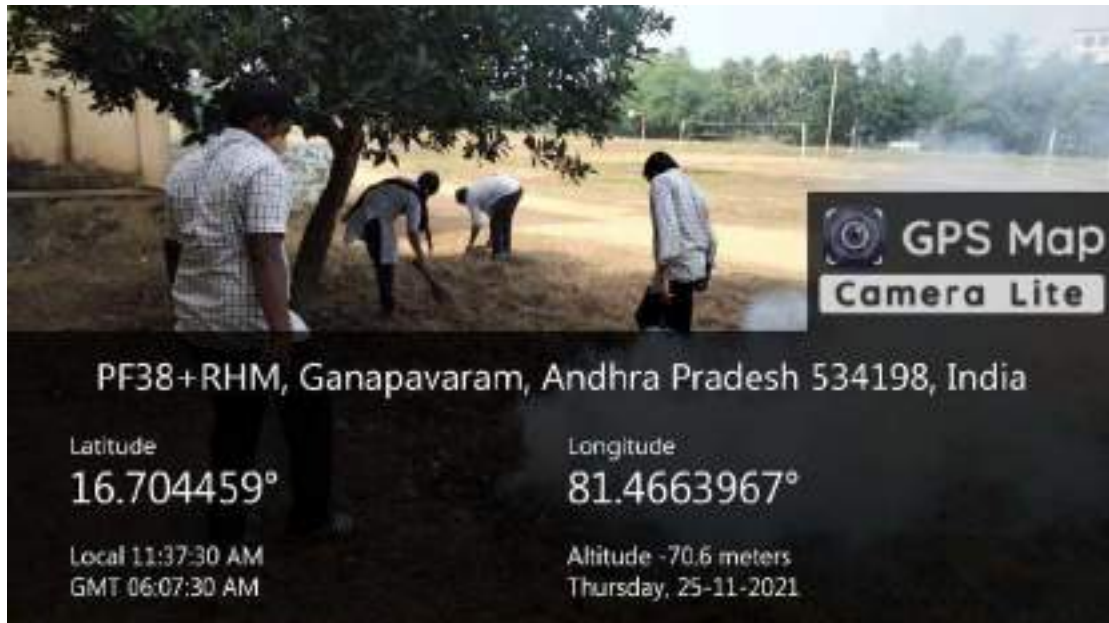 GPS Map
Camera Lite
PF38+RHM, Ganapavaram, Andhra Pradesh 534198, India
Latitude
16.704459°
Longitude
81.4663967°
Local 11:37:30 AM
GMT 06:07:30 AM
Altitude -70.6 meters
Thursday, 25-11-2021